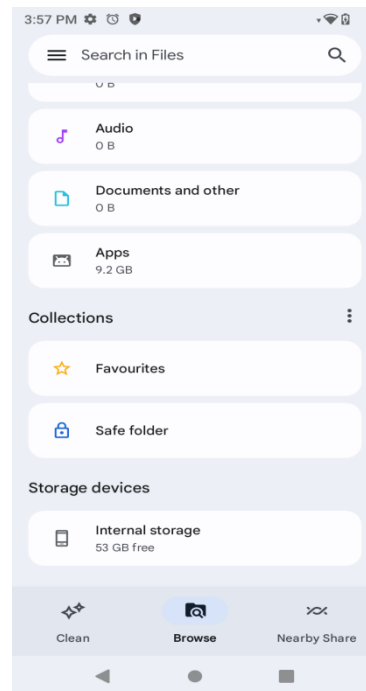 3:57 PM
Search in Files
0 B
Audio
0 B
Documents and other
0 B
Apps
9.2 GB
Collections
Favourites
Safe folder
Storage devices
Internal storage
53 GB free
Clean
Browse
Nearby Share